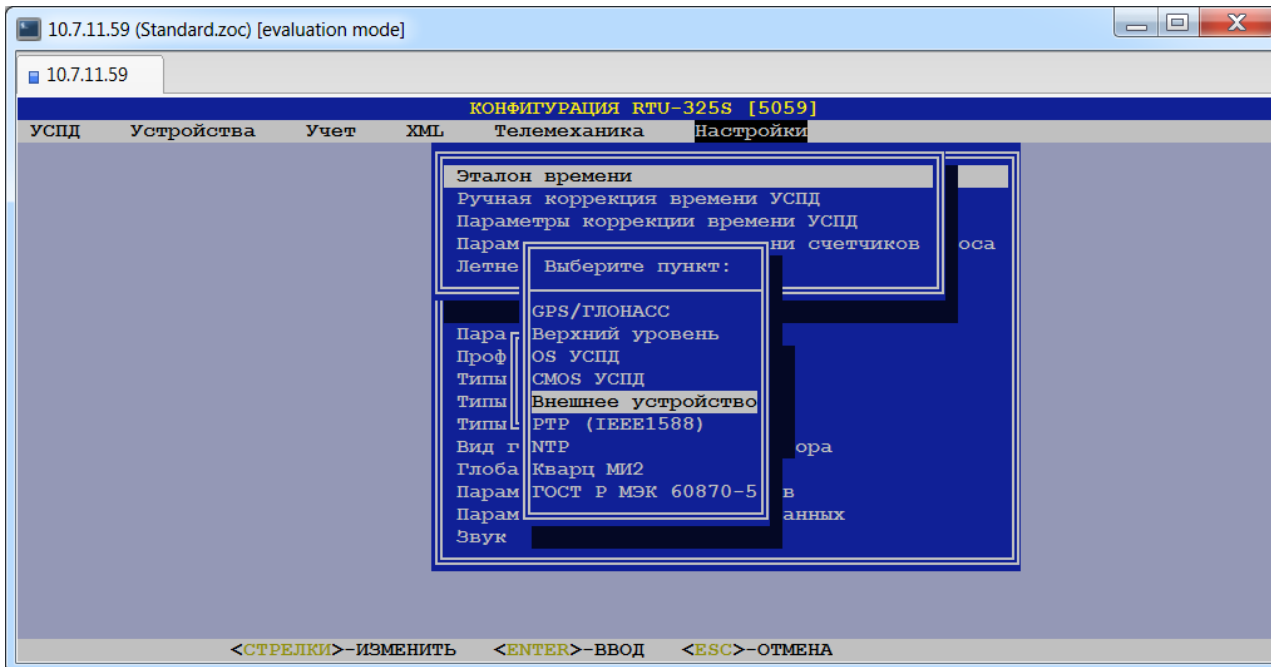 10.7.11.59 (Standard.zoc) [evaluation mode]
10.7.11.59
КОНФИГУРАЦИЯ RTU-325S [5059]
УСПД Устройства Учет XML Телемеханика Настройки
Эталон времени
Ручная коррекция времени УСПД
Параметры коррекции времени УСПД
Парам ни счетчиков оса
Летне Выберите пункт:
GPS/ГЛОНАСС
Пара Верхний уровень
Проф OS УСПД
Типы CMOS УСПД
Типы Внешнее устройство
Типы PTP (IEEE1588)
Вид г NTP ора
Глоба Кварц МИ2
Парам ГОСТ Р МЭК 60870-5 в
Парам анных
Звук
<СТРЕЛКИ>-ИЗМЕНИТЬ <ENTER>-ВВОД <ESC>-ОТМЕНА